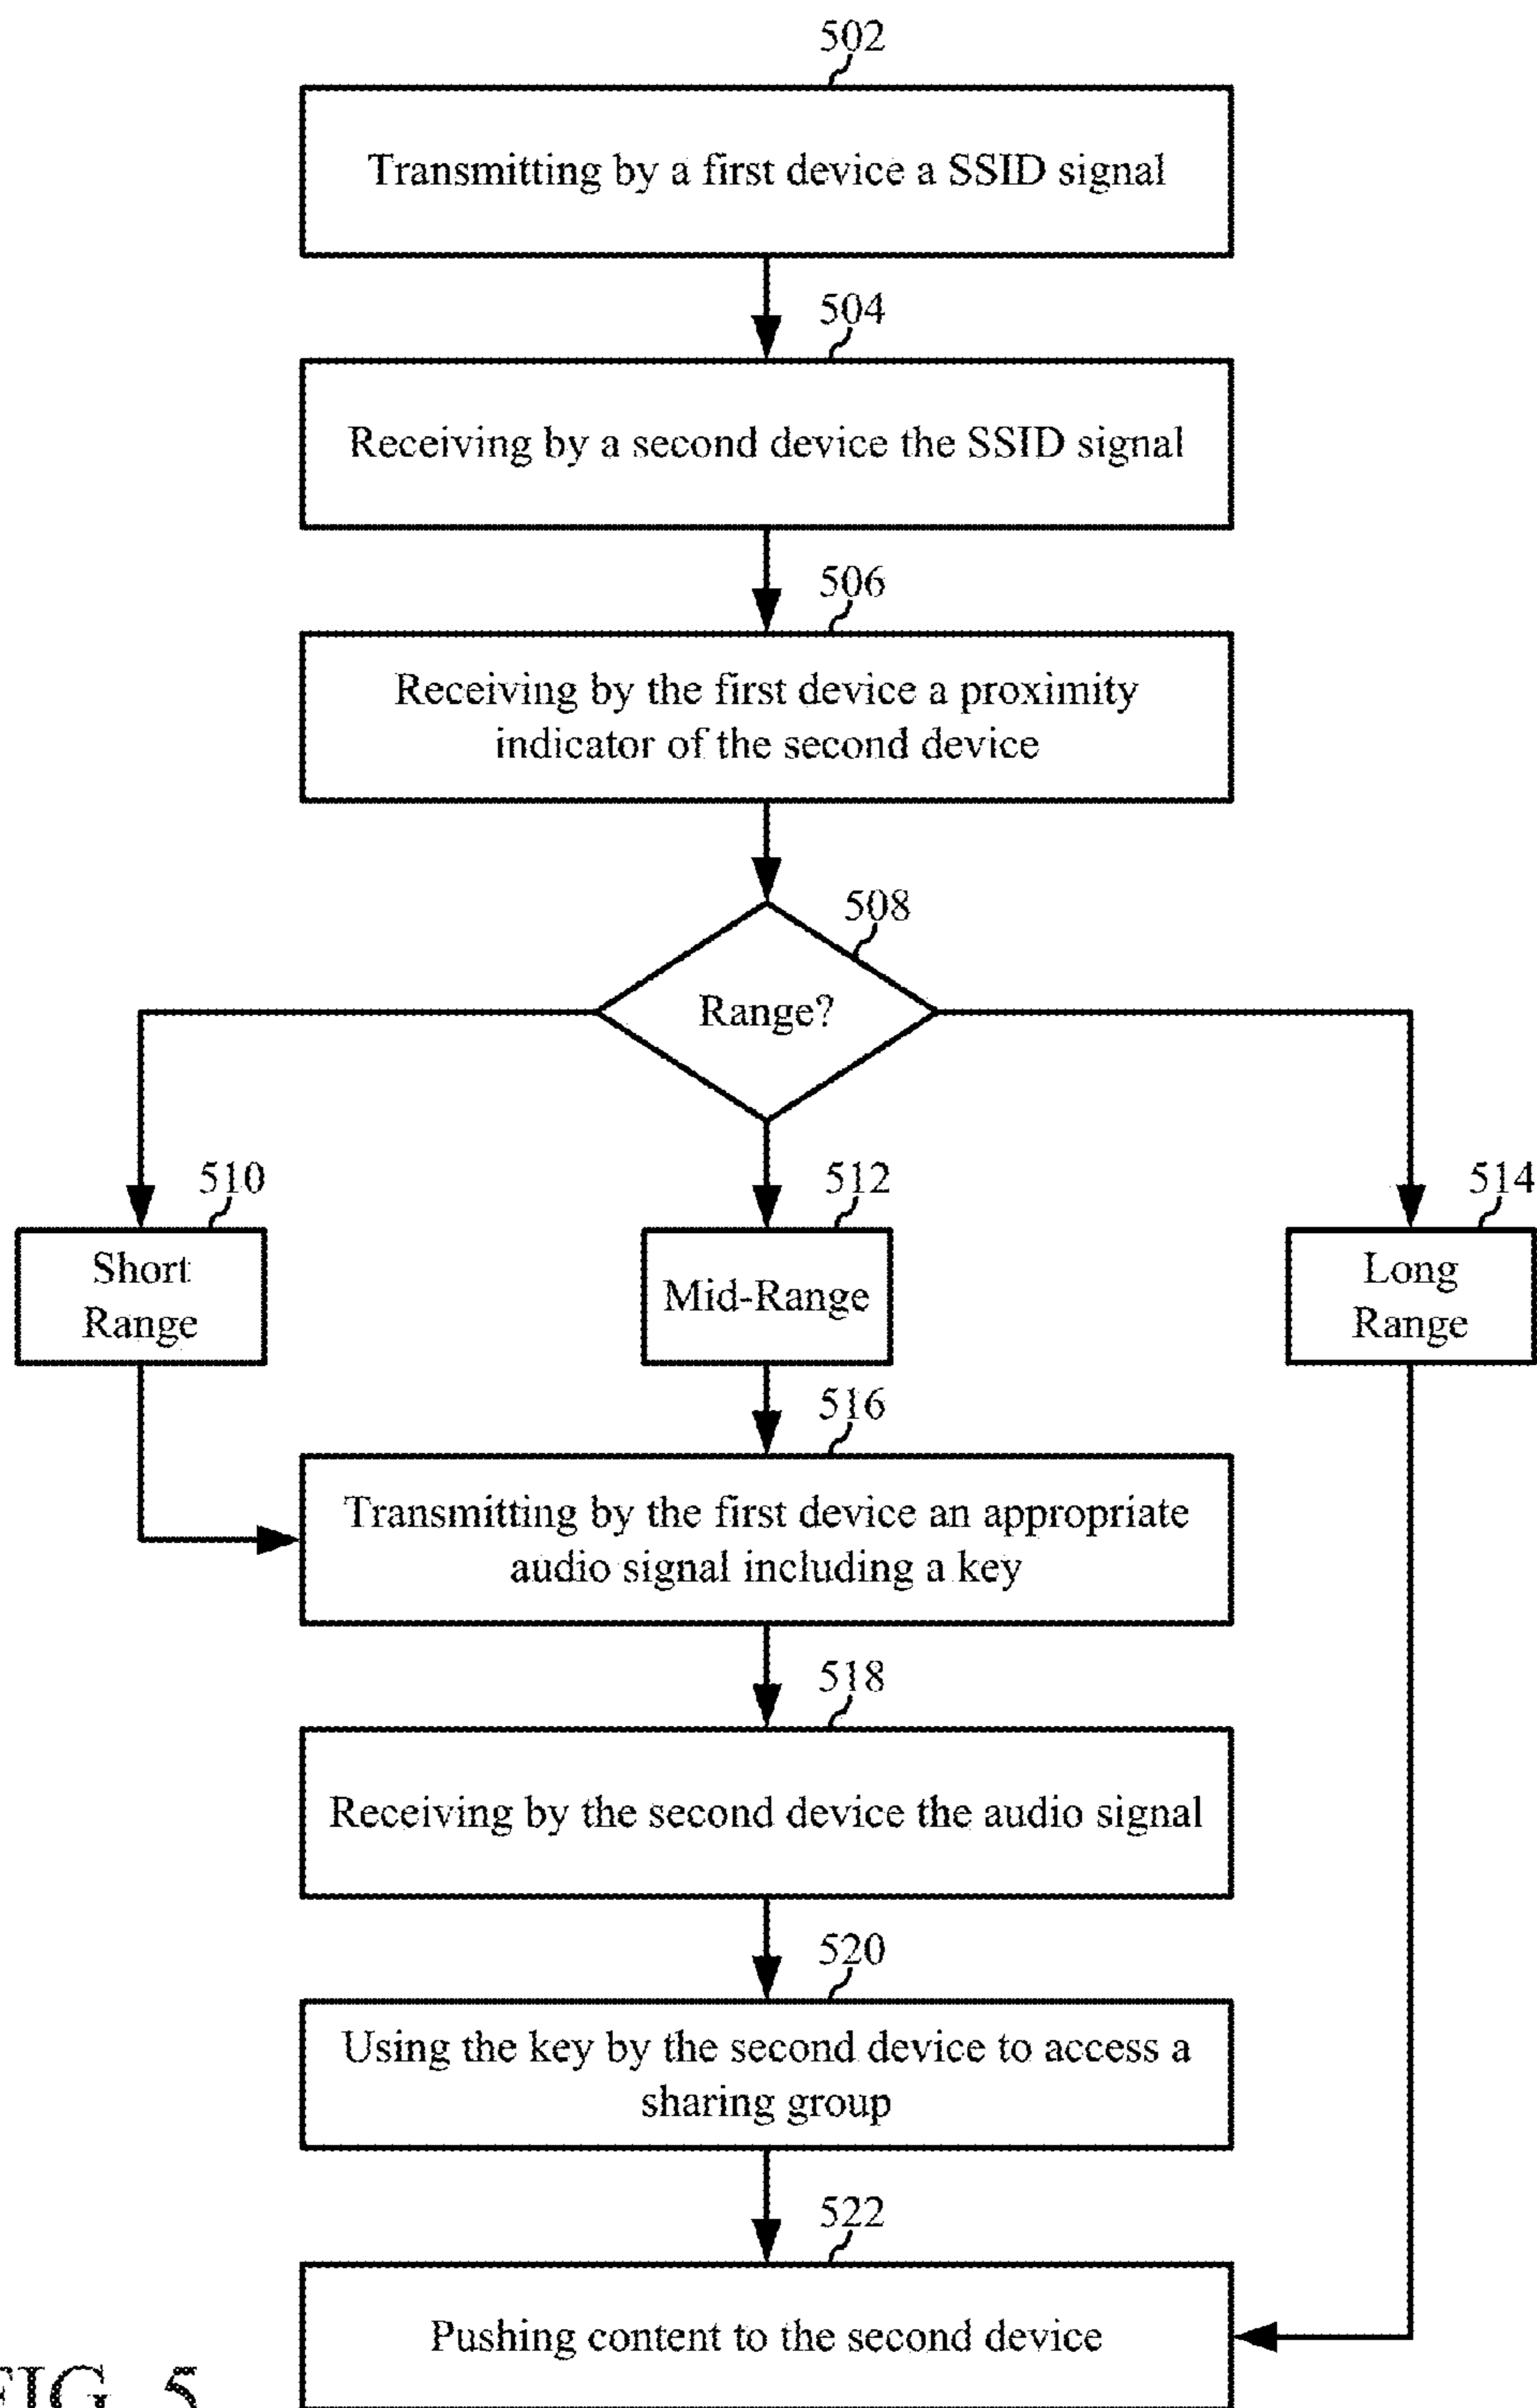 502
Transmitting by a first device a SSID signal
504
Receiving by a second device the SSID signal
506
Receiving by the first device a proximity
indicator of the second device
508
Range?
510
Short
Range
512
Mid-Range
514
Long
Range
516
Transmitting by the first device an appropriate
audio signal including a key
518
Receiving by the second device the audio signal
520
Using the key by the second device to access a
sharing group
522
Pushing content to the second device
FIG. 5